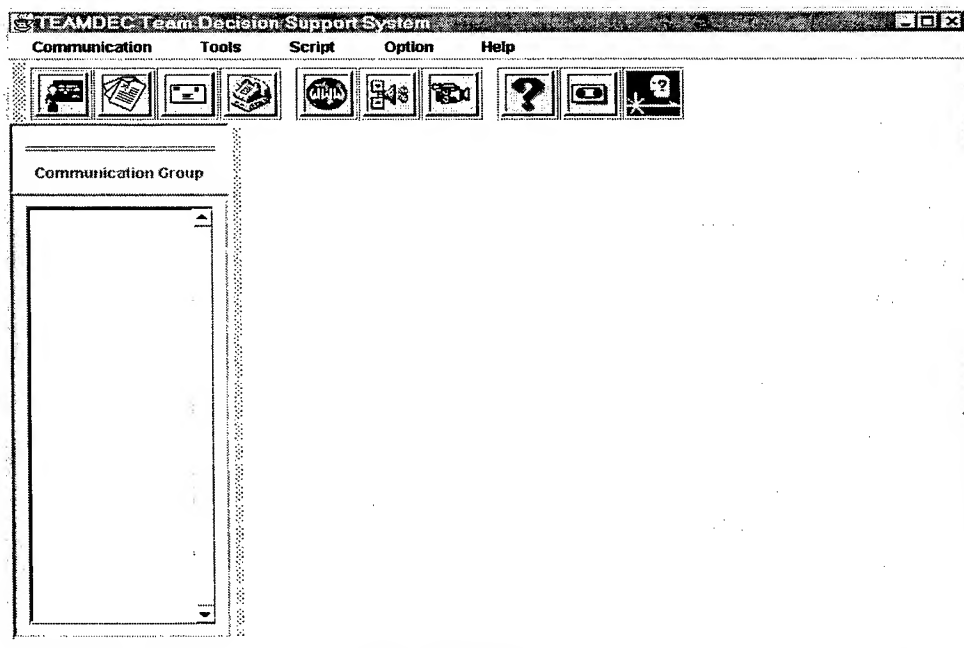 TEAMDEC Team Decision Support System
Communication Tools Script Option Help
?
Communication Group